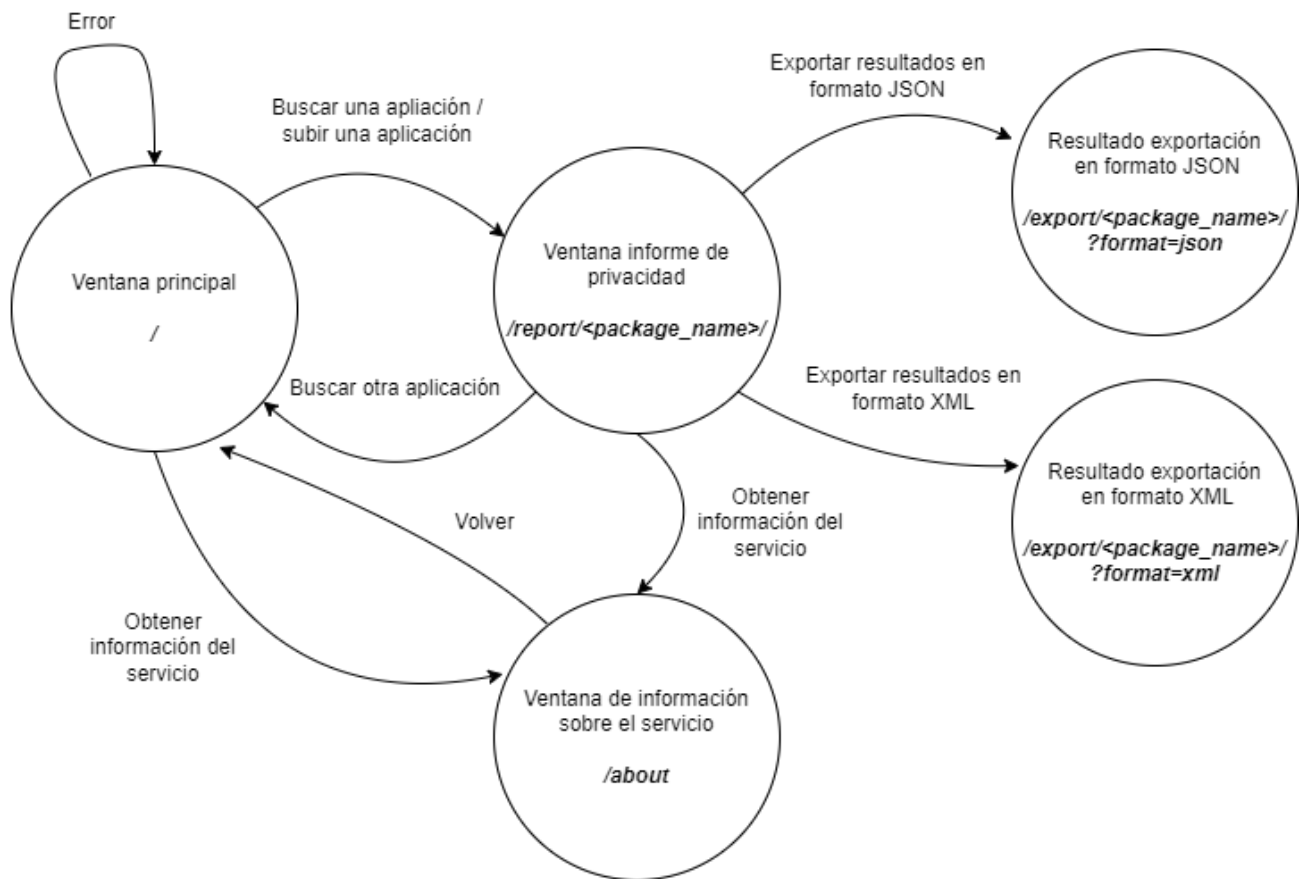 Error
Buscar una apliación /
subir una aplicación
Exportar resultados en
formato JSON
Resultado exportación
en formato JSON
/export/<package_name>/
?format=json
Ventana principal
/
Ventana informe de
privacidad
/report/<package_name>/
Buscar otra aplicación
Exportar resultados en
formato XML
Resultado exportación
en formato XML
/export/<package_name>/
?format=xml
Volver
Obtener
información del
servicio
Obtener
información del
servicio
Ventana de información
sobre el servicio
/about